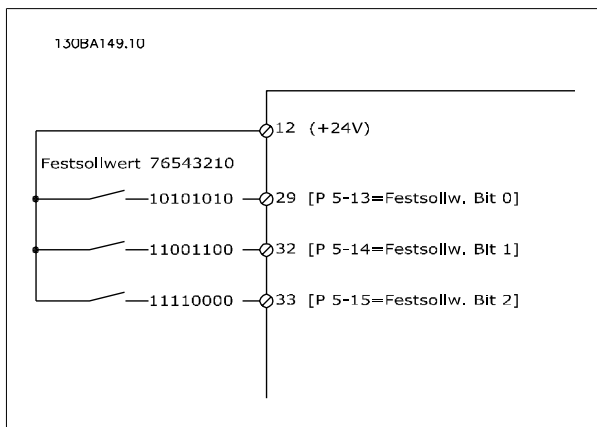 130BA149.10
12 (+24V)
Festsollwert 76543210
10101010 29 [P 5-13=Festsollw. Bit 0]
11001100 32 [P 5-14=Festsollw. Bit 1]
11110000 33 [P 5-15=Festsollw. Bit 2]